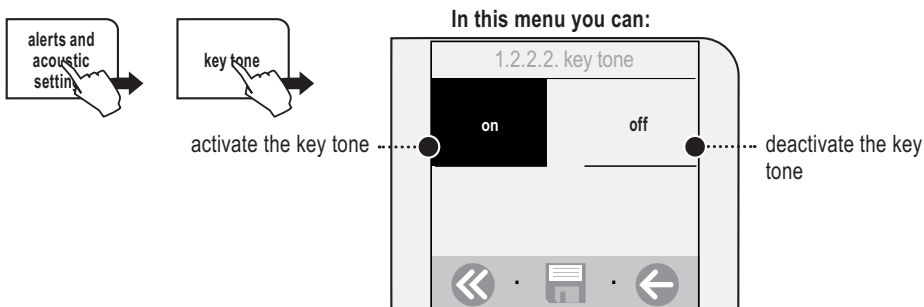 In this menu you can:
alerts and
acoustic
setting
key tone
1.2.2.2. key tone
on
off
activate the key tone
deactivate the key
tone